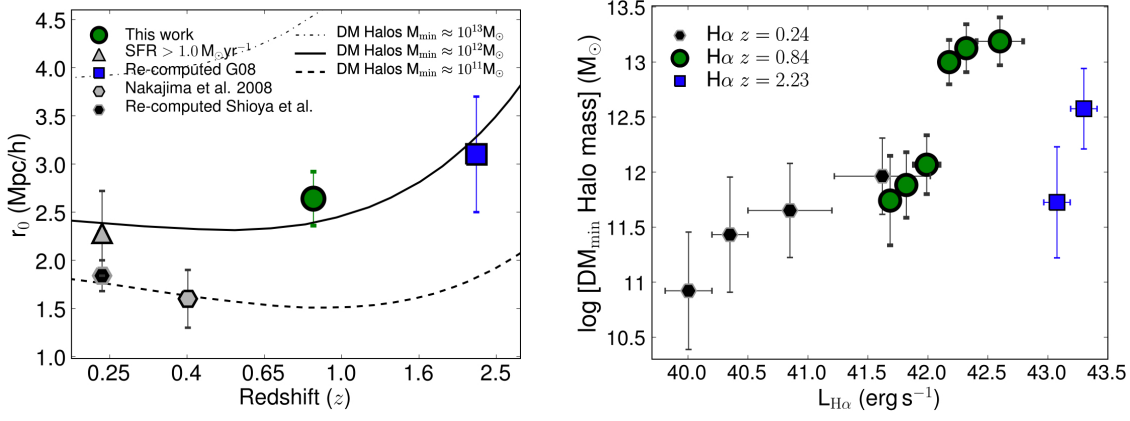 4.5
4.0
3.5
3.0
2.5
2.0
1.5
1.0
r₀ (Mpc/h)
This work
SFR > 1.0 M☉yr⁻¹
Re-computed G08
Nakajima et al. 2008
Re-computed Shioya et al.
DM Halos M_min ≈ 10¹³M☉
DM Halos M_min ≈ 10¹²M☉
DM Halos M_min ≈ 10¹¹M☉
0.25 0.4 0.65 1.0 1.6 2.5
Redshift (z)
13.5
13.0
12.5
12.0
11.5
11.0
10.5
log [DM_min Halo mass] (M☉)
Hα z = 0.24
Hα z = 0.84
Hα z = 2.23
40.0 40.5 41.0 41.5 42.0 42.5 43.0 43.5
L_Hα (erg s⁻¹)